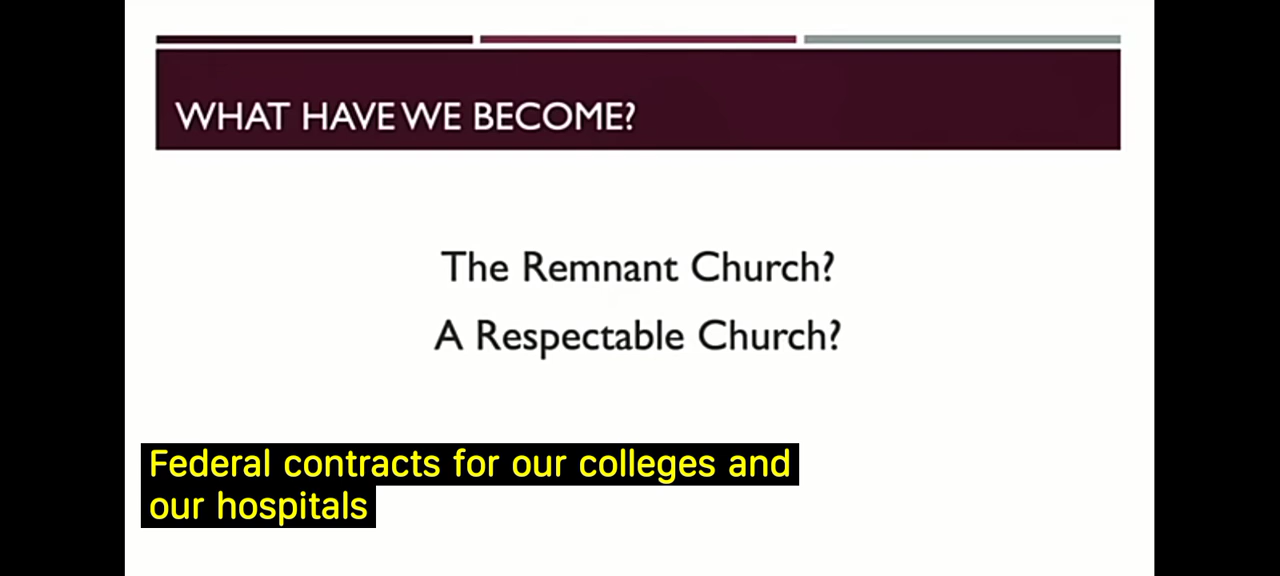 WHAT HAVE WE BECOME?
The Remnant Church?
A Respectable Church?
Federal contracts for our colleges and
our hospitals